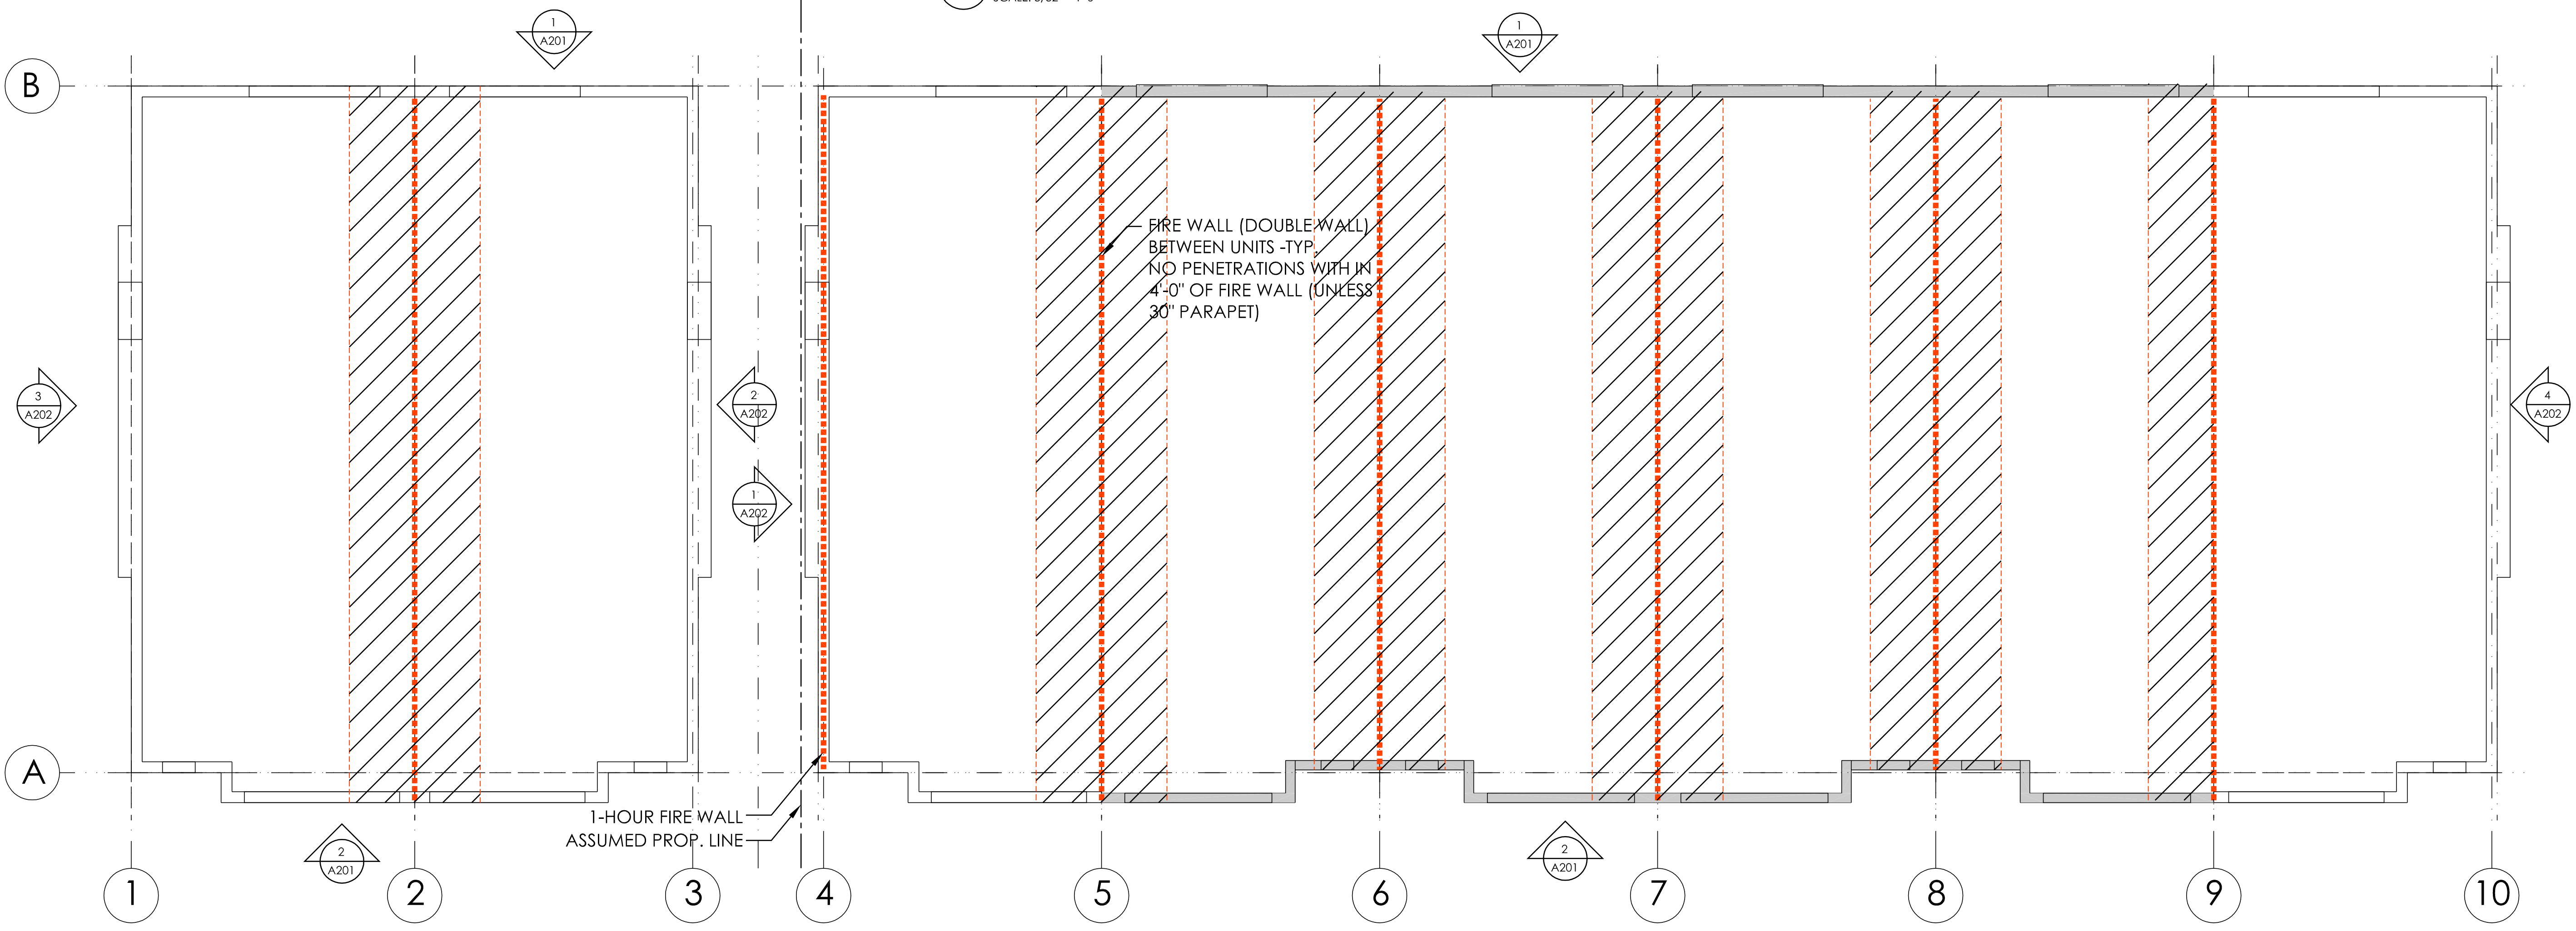 1
A201
1
A201
B
FIRE WALL (DOUBLE WALL)
BETWEEN UNITS -TYP.
NO PENETRATIONS WITH IN
4'-0" OF FIRE WALL (UNLESS
30" PARAPET)
3
A202
2
A202
4
A202
1
A202
A
1-HOUR FIRE WALL
ASSUMED PROP. LINE
2
A201
2
A201
1
2
3
4
5
6
7
8
9
10